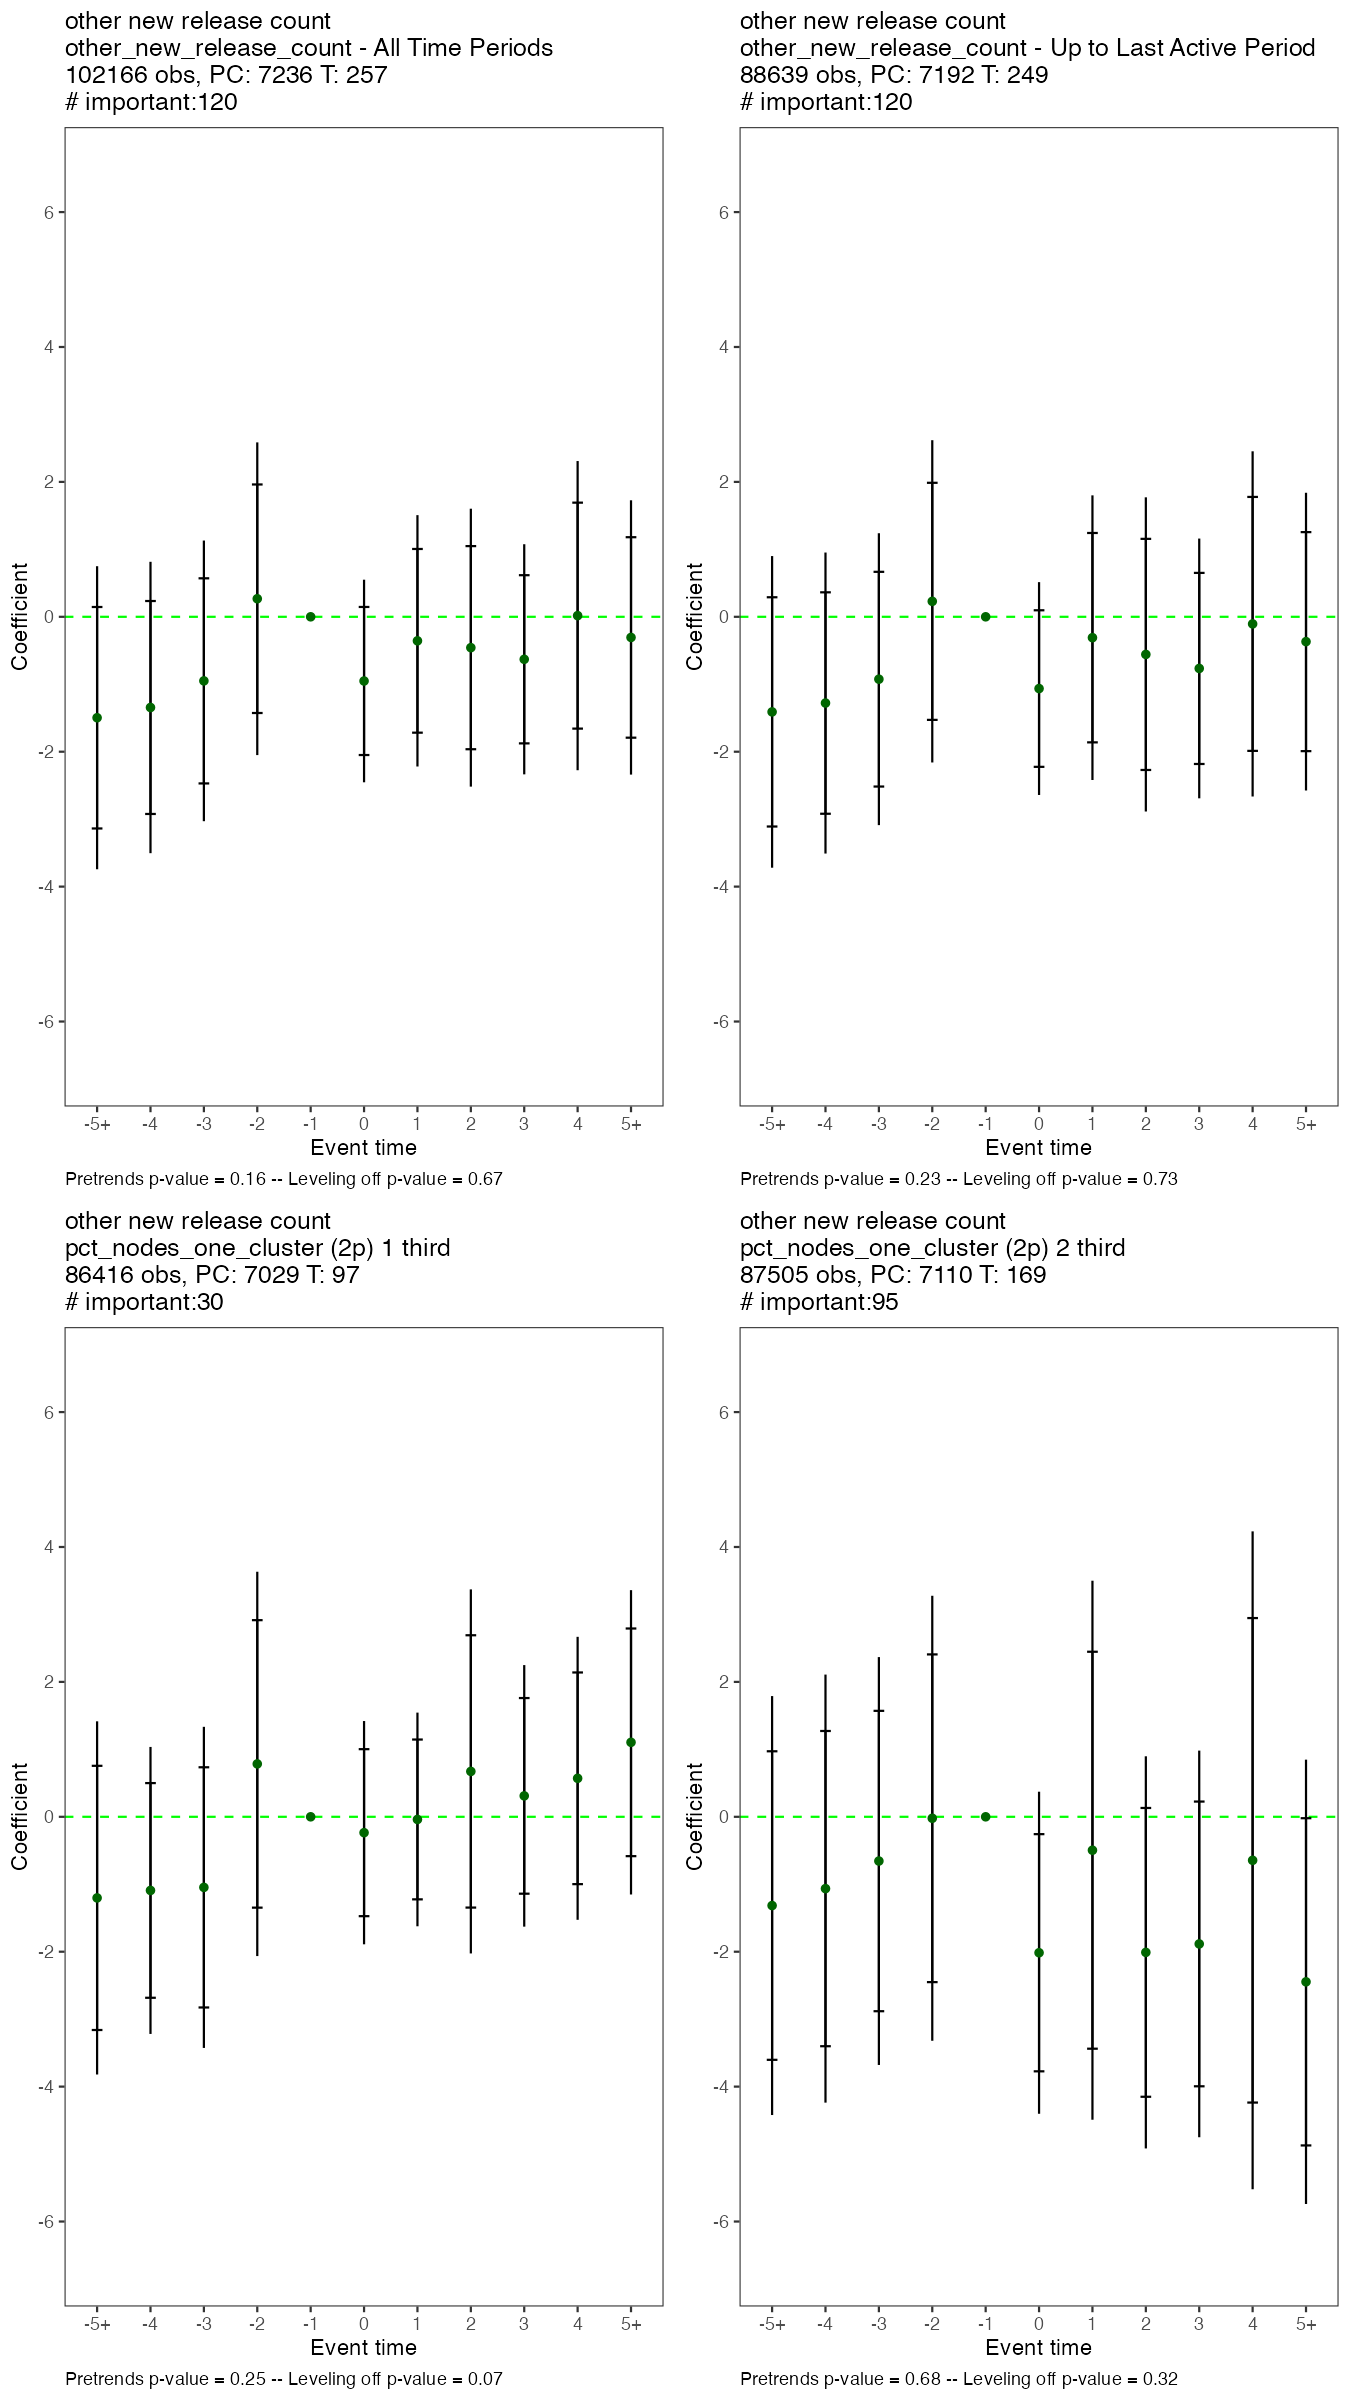 other new release count
other_new_release_count - All Time Periods
102166 obs, PC: 7236 T: 257
# important:120
6
4
2
0
-2
-4
-6
Coefficient
-5+ -4 -3 -2 -1 0 1 2 3 4 5+
Event time
Pretrends p-value = 0.16 -- Leveling off p-value = 0.67
other new release count
other_new_release_count - Up to Last Active Period
88639 obs, PC: 7192 T: 249
# important:120
6
4
2
0
-2
-4
-6
Coefficient
-5+ -4 -3 -2 -1 0 1 2 3 4 5+
Event time
Pretrends p-value = 0.23 -- Leveling off p-value = 0.73
other new release count
pct_nodes_one_cluster (2p) 1 third
86416 obs, PC: 7029 T: 97
# important:30
6
4
2
0
-2
-4
-6
Coefficient
-5+ -4 -3 -2 -1 0 1 2 3 4 5+
Event time
Pretrends p-value = 0.25 -- Leveling off p-value = 0.07
other new release count
pct_nodes_one_cluster (2p) 2 third
87505 obs, PC: 7110 T: 169
# important:95
6
4
2
0
-2
-4
-6
Coefficient
-5+ -4 -3 -2 -1 0 1 2 3 4 5+
Event time
Pretrends p-value = 0.68 -- Leveling off p-value = 0.32